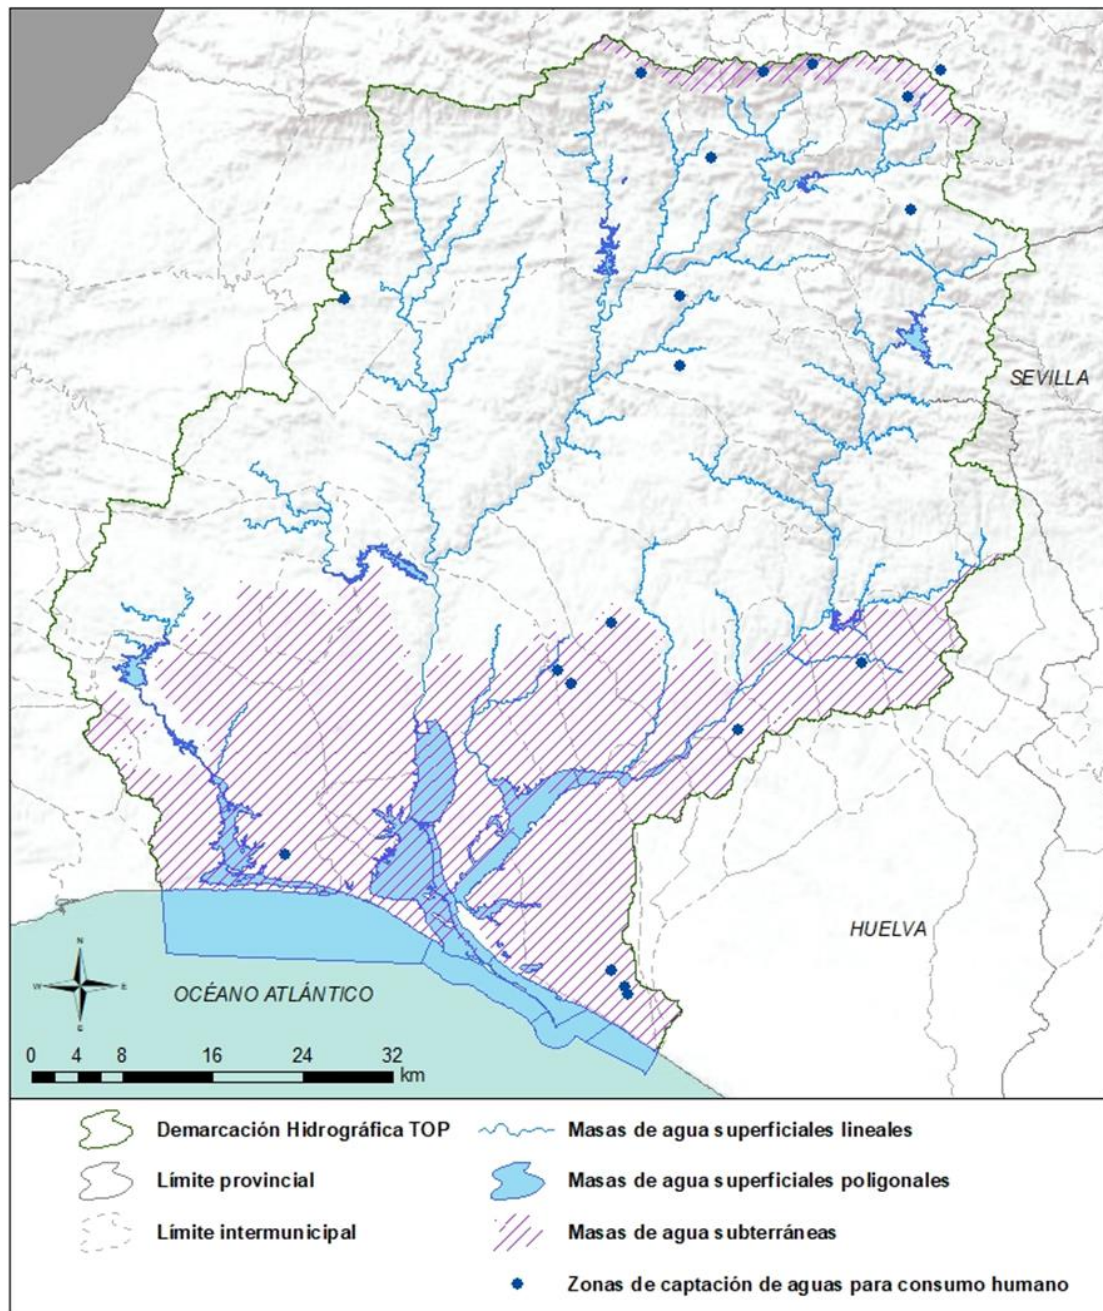 SEVILLA
HUELVA
N
W E
S
OCÉANO ATLÁNTICO
0 4 8 16 24 32
km
Demarcación Hidrográfica TOP
Límite provincial
Límite intermunicipal
Masas de agua superficiales lineales
Masas de agua superficiales poligonales
Masas de agua subterráneas
Zonas de captación de aguas para consumo humano